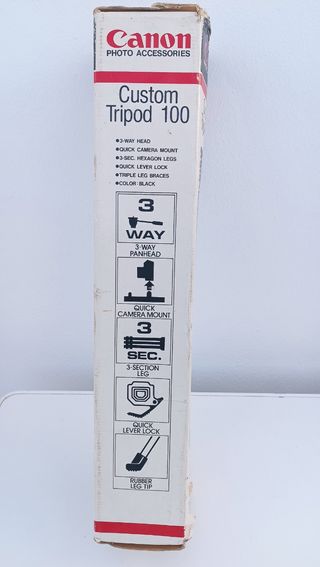 Canon
PHOTO ACCESSORIES
Custom
Tripod 100
●3-WAY HEAD
●QUICK CAMERA MOUNT
●3-SEC. HEXAGON LEGS
●QUICK LEVER LOCK
●TRIPLE LEG BRACES
●COLOR: BLACK
3
WAY
3-WAY
PANHEAD
QUICK
CAMERA MOUNT
3
SEC.
3-SECTION
LEG
QUICK
LEVER LOCK
RUBBER
LEG TIP